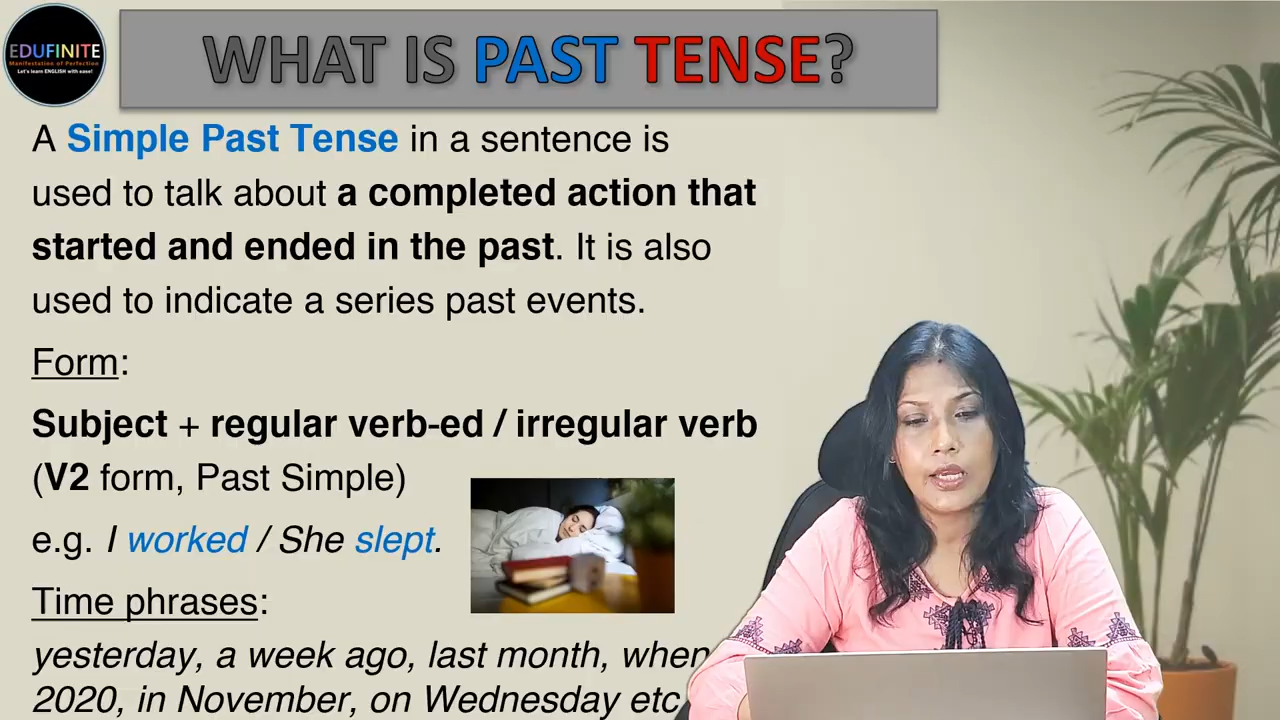 EDUFINITE
Manifestation of Perfection
Let's learn ENGLISH with ease!
WHAT IS PAST TENSE?
A Simple Past Tense in a sentence is
used to talk about a completed action that
started and ended in the past. It is also
used to indicate a series past events.
Form:
Subject + regular verb-ed / irregular verb
(V2 form, Past Simple)
e.g. I worked / She slept.
Time phrases:
yesterday, a week ago, last month, when
2020, in November, on Wednesday etc